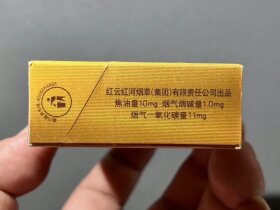 红云红河烟草(集团)有限责任公司出品
焦油量10mg 烟气烟碱量1.0mg
烟气一氧化碳量11mg